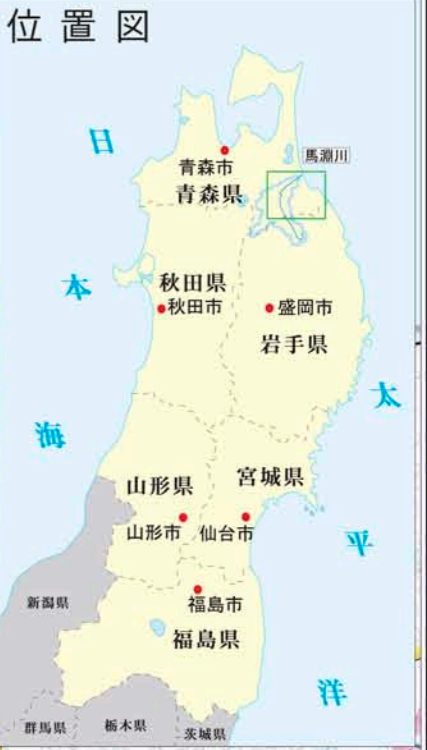 位置図
日本海
馬淵川
青森市
青森県
秋田県
秋田市
盛岡市
岩手県
太平洋
山形県
宮城県
山形市
仙台市
新潟県
福島市
福島県
群馬県
栃木県
茨城県